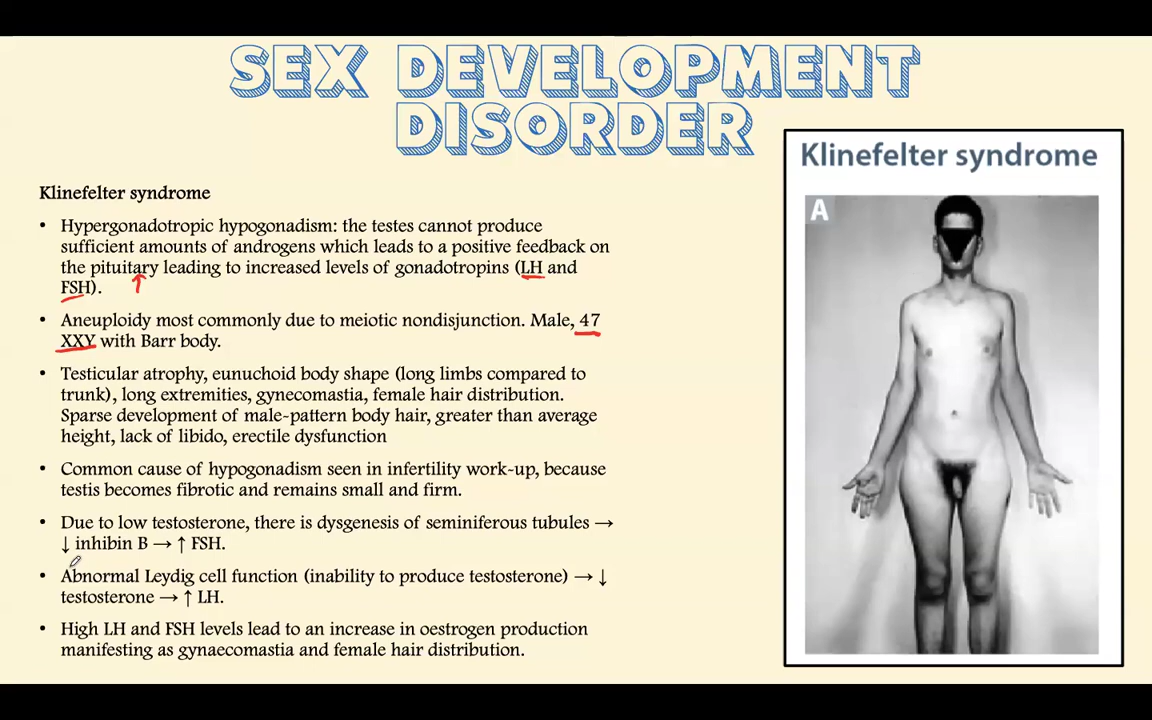 SEX DEVELOPMENT
DISORDER
Klinefelter syndrome
A
Klinefelter syndrome
• Hypergonadotropic hypogonadism: the testes cannot produce
sufficient amounts of androgens which leads to a positive feedback on
the pituitary leading to increased levels of gonadotropins (LH and
FSH).
• Aneuploidy most commonly due to meiotic nondisjunction. Male, 47
XXY with Barr body.
• Testicular atrophy, eunuchoid body shape (long limbs compared to
trunk), long extremities, gynecomastia, female hair distribution.
Sparse development of male-pattern body hair, greater than average
height, lack of libido, erectile dysfunction
• Common cause of hypogonadism seen in infertility work-up, because
testis becomes fibrotic and remains small and firm.
• Due to low testosterone, there is dysgenesis of seminiferous tubules →
↓ inhibin B → ↑ FSH.
• Abnormal Leydig cell function (inability to produce testosterone) → ↓
testosterone → ↑ LH.
• High LH and FSH levels lead to an increase in oestrogen production
manifesting as gynaecomastia and female hair distribution.